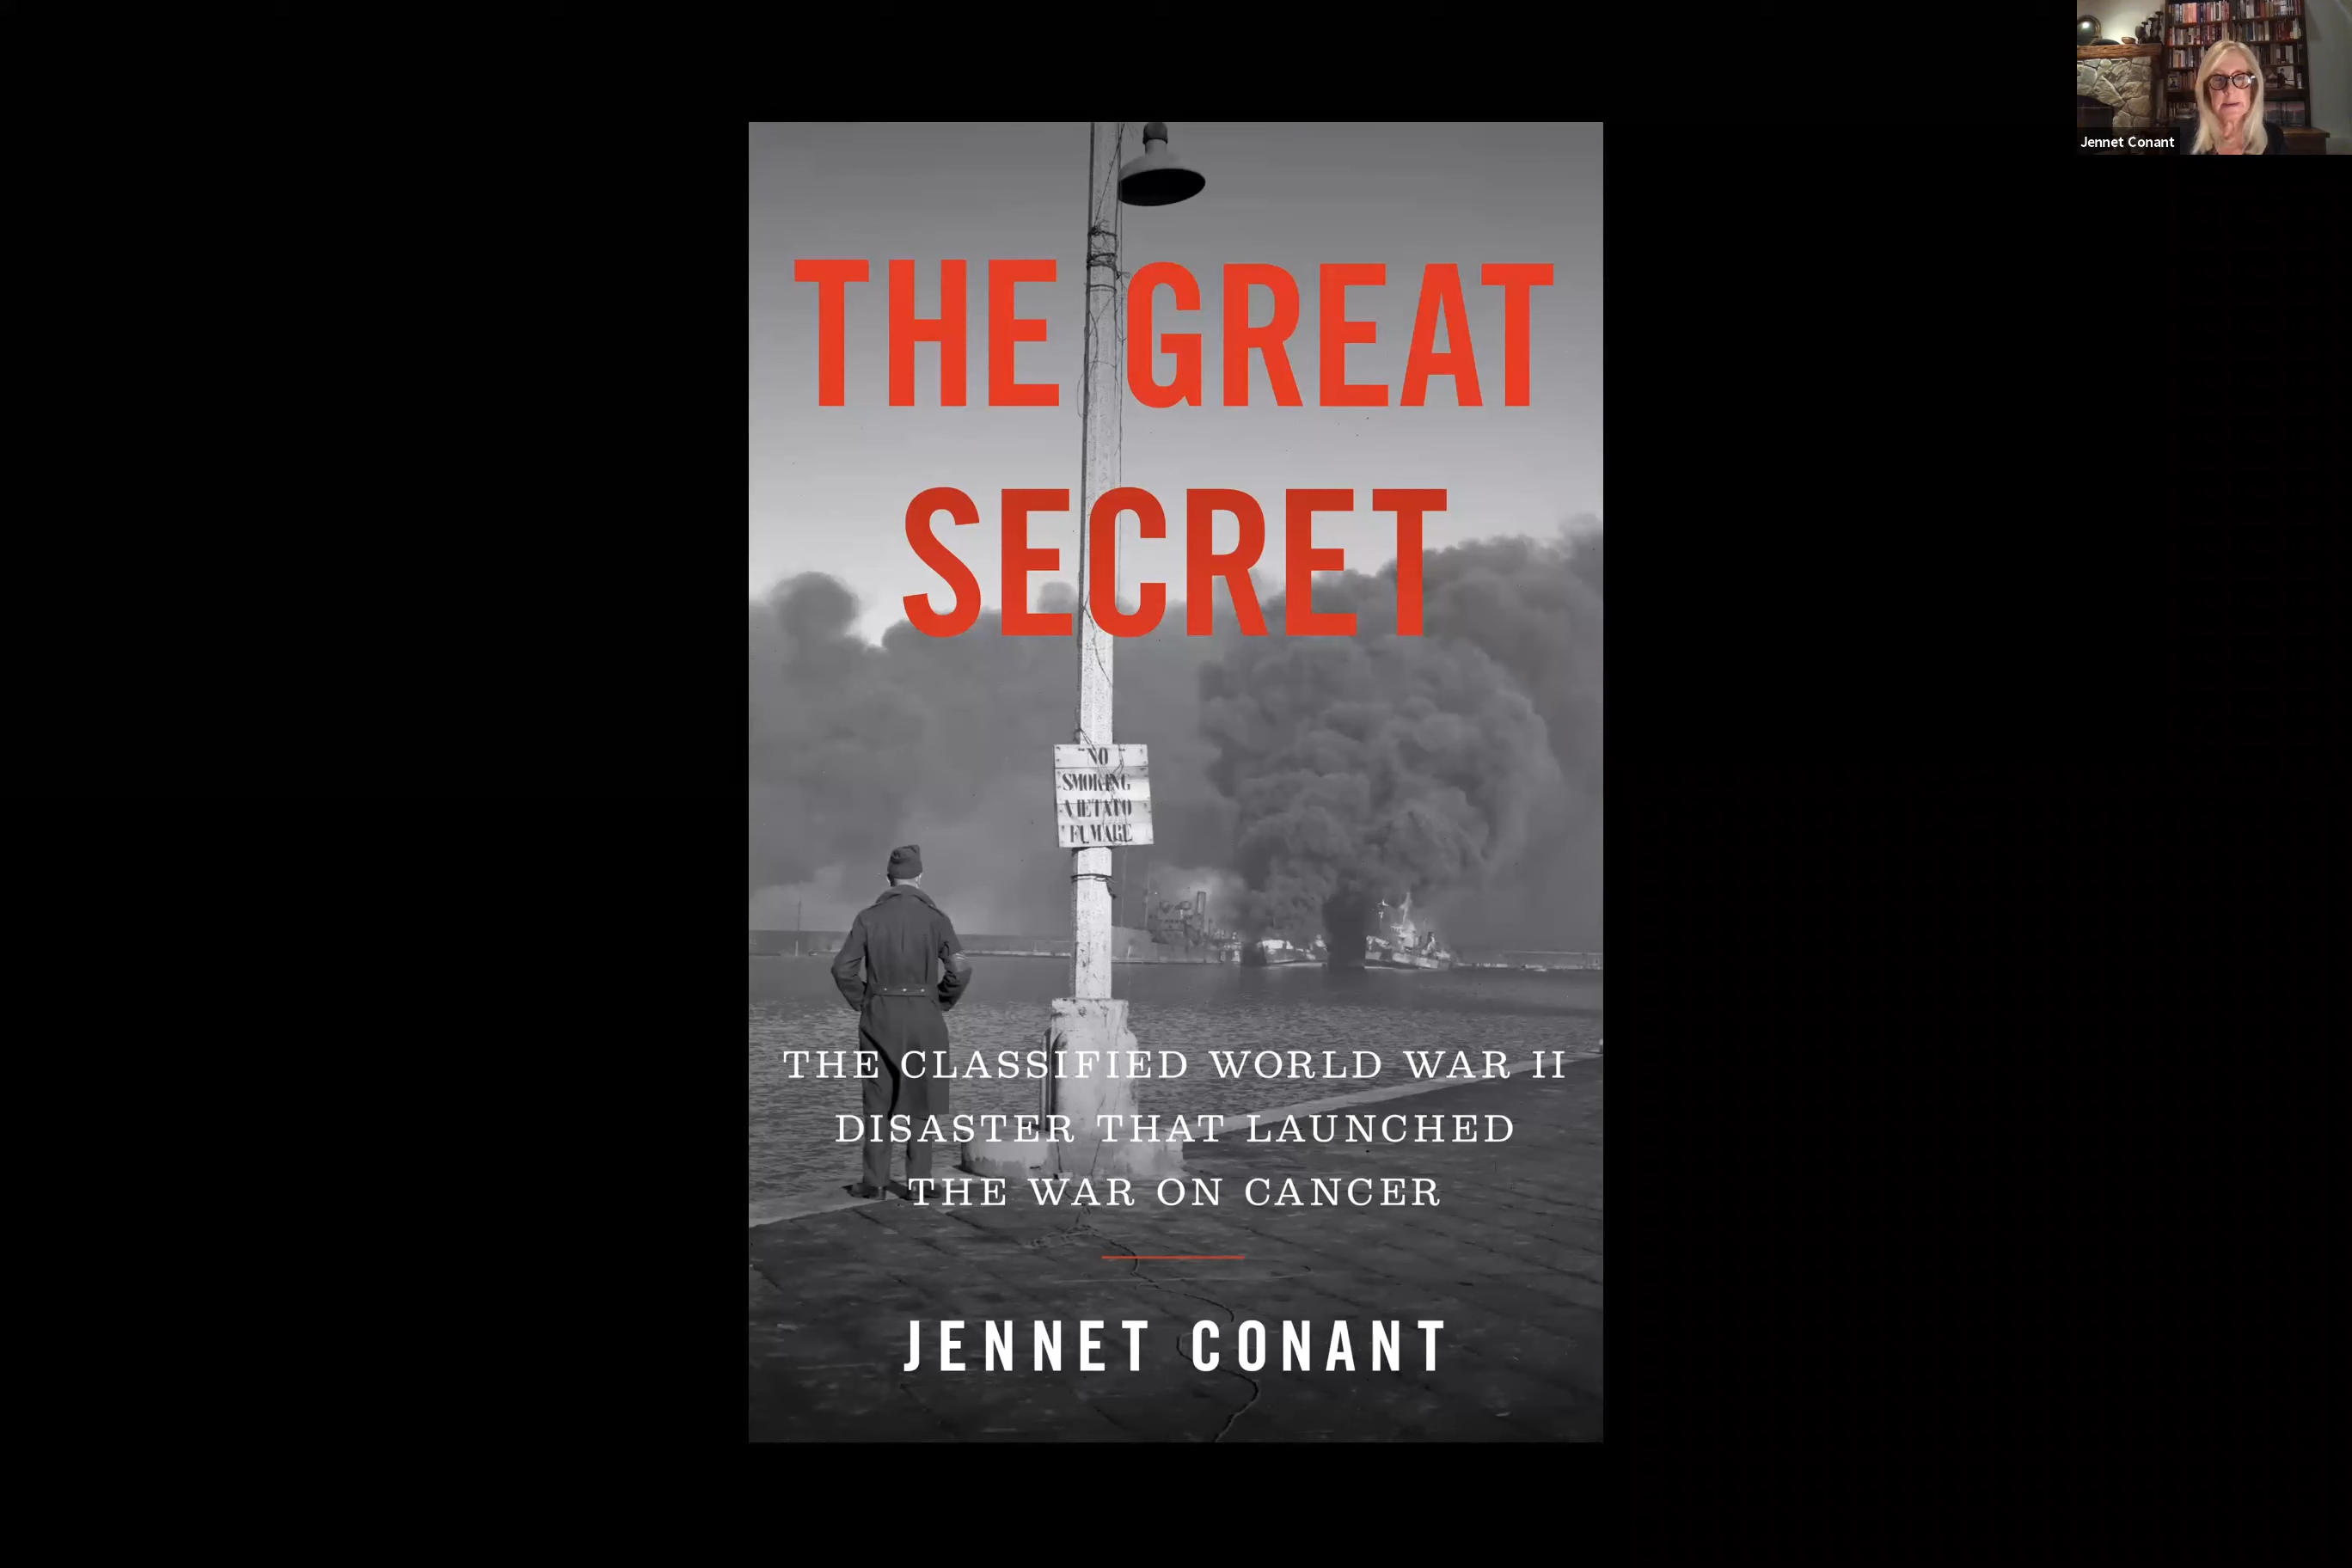 Jennet Conant
THE GREAT
SECRET
NO
SMOKING
VIETATO
FUMARE
THE CLASSIFIED WORLD WAR II
DISASTER THAT LAUNCHED
THE WAR ON CANCER
JENNET CONANT